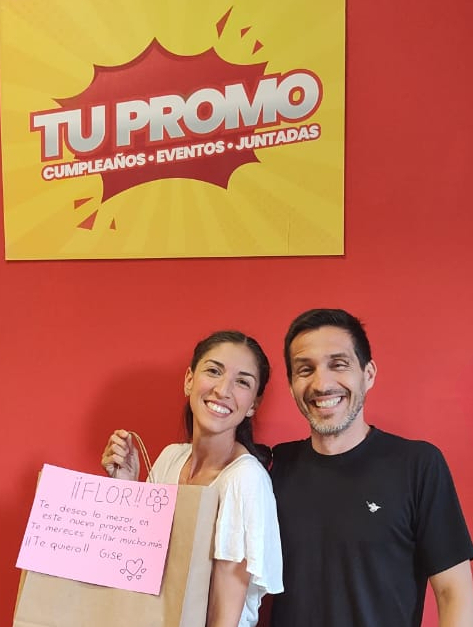 TU PROMO
CUMPLEAÑOS • EVENTOS • JUNTADAS
¡¡FLOR!!
Te deseo lo mejor en
este nuevo proyecto
Te mereces brillar mucho más
¡¡Te quiero!! Gise